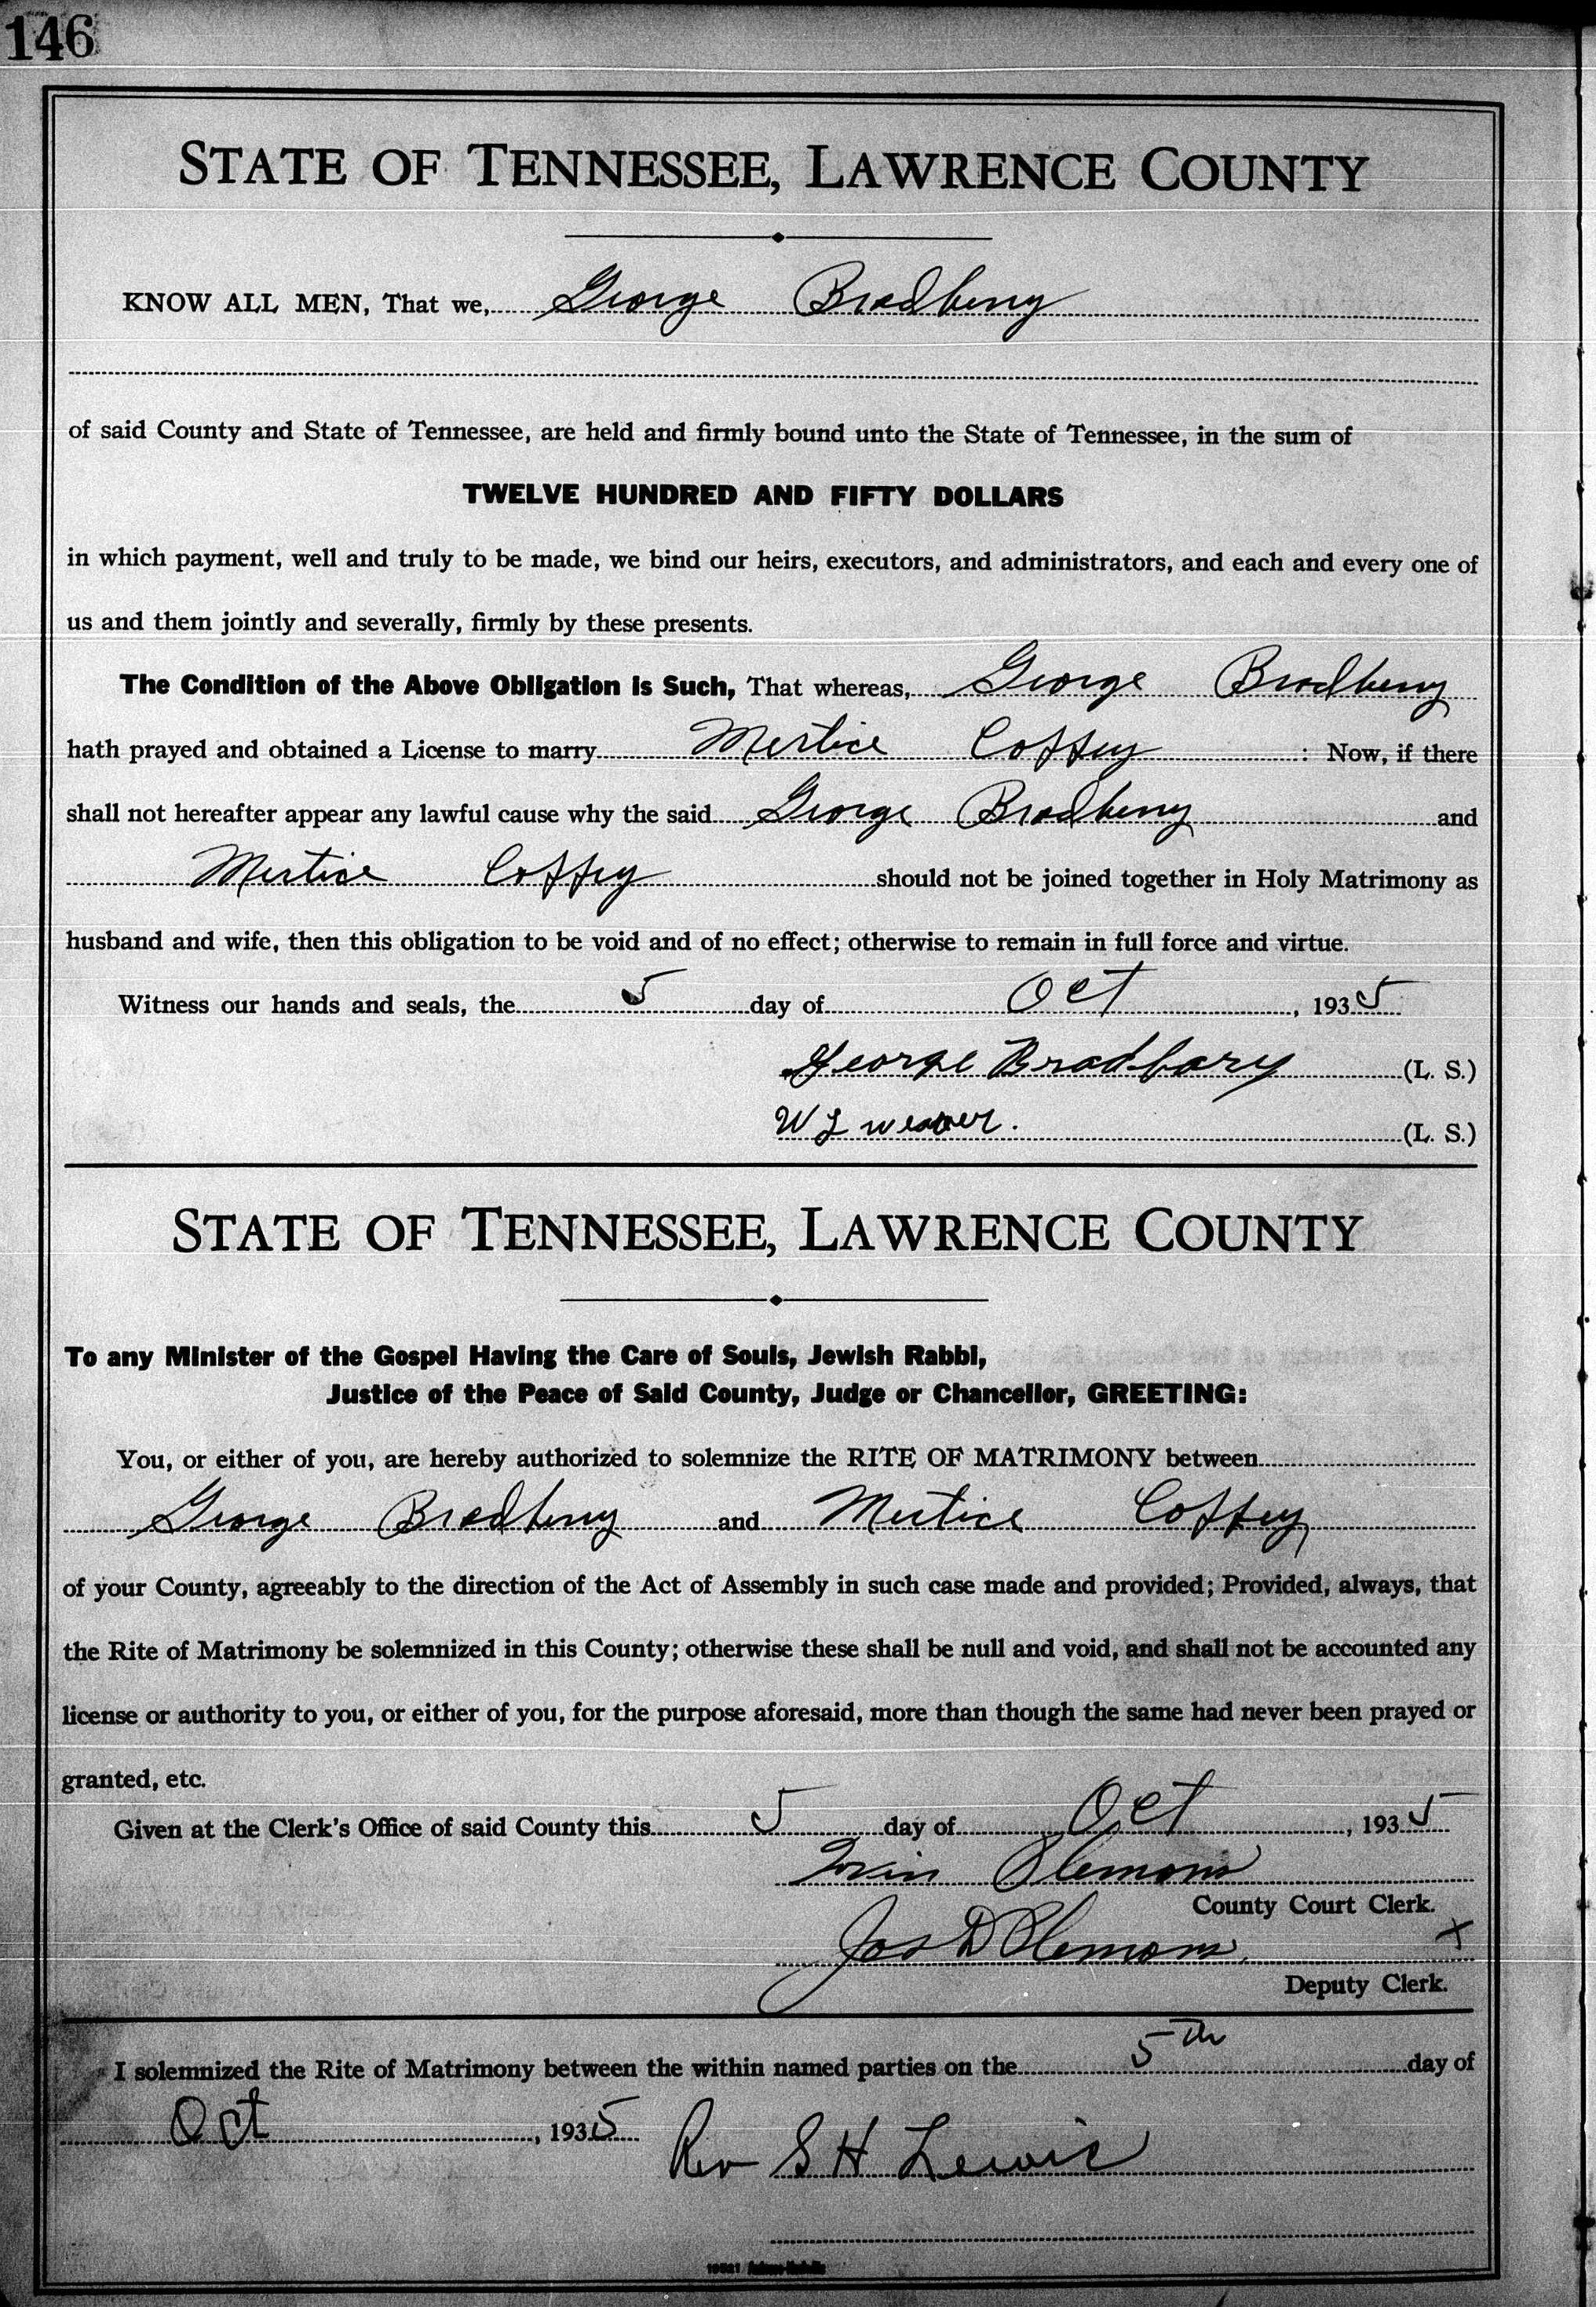 146
STATE OF TENNESSEE, LAWRENCE COUNTY
KNOW ALL MEN, That we, George Bradberry
of said County and State of Tennessee, are held and firmly bound unto the State of Tennessee, in the sum of
TWELVE HUNDRED AND FIFTY DOLLARS
in which payment, well and truly to be made, we bind our heirs, executors, and administrators, and each and every one of
us and them jointly and severally, firmly by these presents.
The Condition of the Above Obligation is Such, That whereas, George Bradberry
hath prayed and obtained a License to marry Mertice Coffey : Now, if there
shall not hereafter appear any lawful cause why the said George Bradberry and
Mertice Coffey should not be joined together in Holy Matrimony as
husband and wife, then this obligation to be void and of no effect; otherwise to remain in full force and virtue.
Witness our hands and seals, the 5 day of Oct, 1935
George Bradbary (L. S.)
W L weaver. (L. S.)
STATE OF TENNESSEE, LAWRENCE COUNTY
To any Minister of the Gospel Having the Care of Souls, Jewish Rabbi,
Justice of the Peace of Said County, Judge or Chancellor, GREETING:
You, or either of you, are hereby authorized to solemnize the RITE OF MATRIMONY between
George Bradberry and Mertice Coffey
of your County, agreeably to the direction of the Act of Assembly in such case made and provided; Provided, always, that
the Rite of Matrimony be solemnized in this County; otherwise these shall be null and void, and shall not be accounted any
license or authority to you, or either of you, for the purpose aforesaid, more than though the same had never been prayed or
granted, etc.
Given at the Clerk's Office of said County this 5 day of Oct, 1935
Clemons
County Court Clerk.
Jos D Clemons X
Deputy Clerk.
I solemnized the Rite of Matrimony between the within named parties on the 5th day of
Oct, 1935 Rev S H Lewis